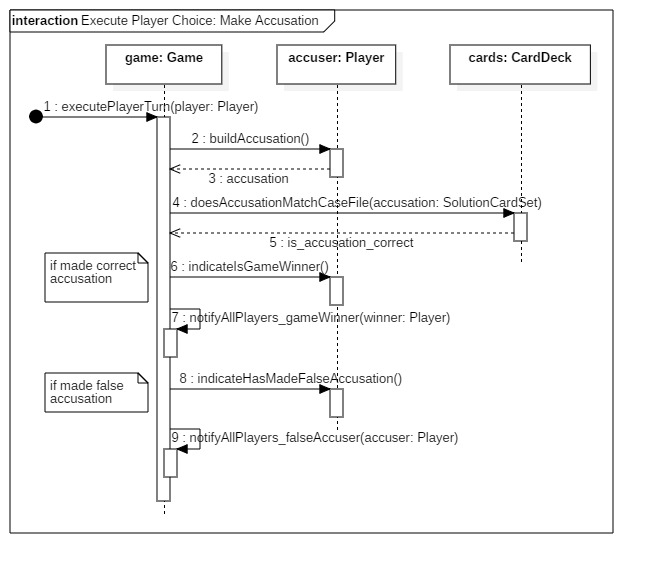 interaction Execute Player Choice: Make Accusation
game: Game
accuser: Player
cards: CardDeck
1 : executePlayerTurn(player: Player)
2 : buildAccusation()
3 : accusation
4 : doesAccusationMatchCaseFile(accusation: SolutionCardSet)
5 : is_accusation_correct
if made correct
accusation
6 : indicateIsGameWinner()
7 : notifyAllPlayers_gameWinner(winner: Player)
if made false
accusation
8 : indicateHasMadeFalseAccusation()
9 : notifyAllPlayers_falseAccuser(accuser: Player)